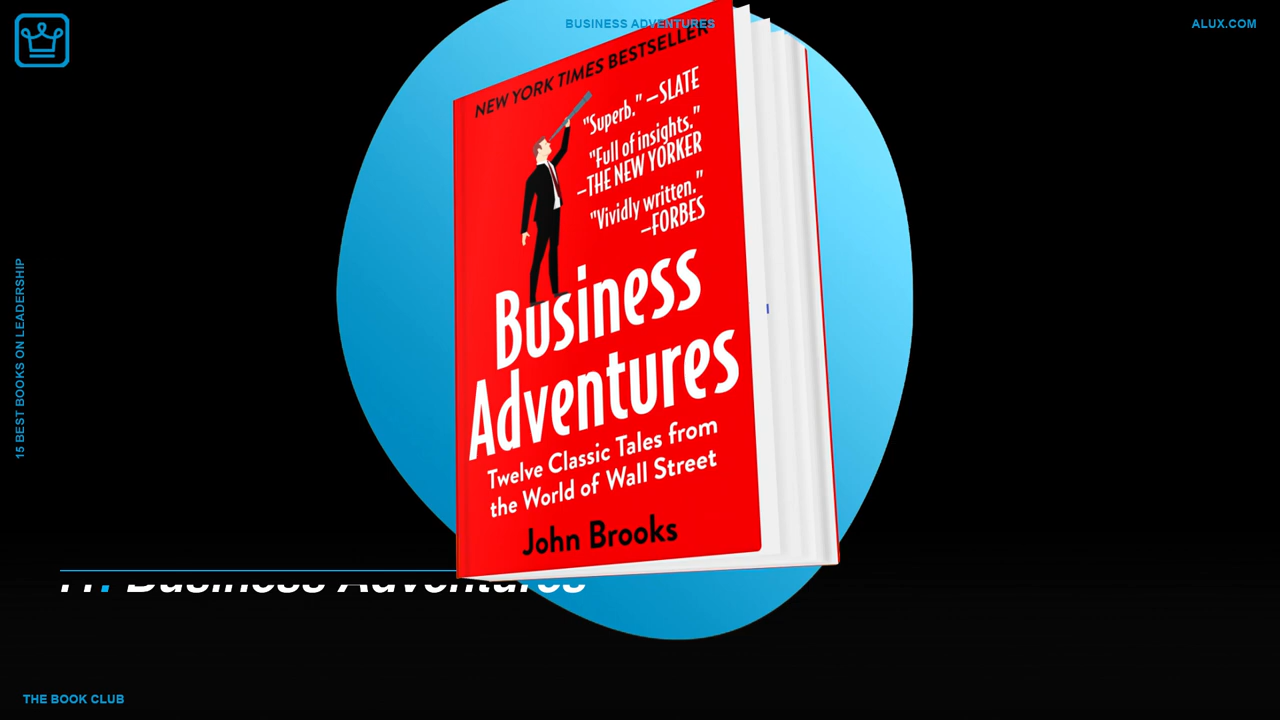 BUSINESS ADVENTURES
ALUX.COM
15 BEST BOOKS ON LEADERSHIP
NEW YORK TIMES BESTSELLER
"Superb." —SLATE
"Full of insights."
—THE NEW YORKER
"Vividly written."
—FORBES
Business
Adventures
Twelve Classic Tales from
the World of Wall Street
John Brooks
Business Adventures
THE BOOK CLUB